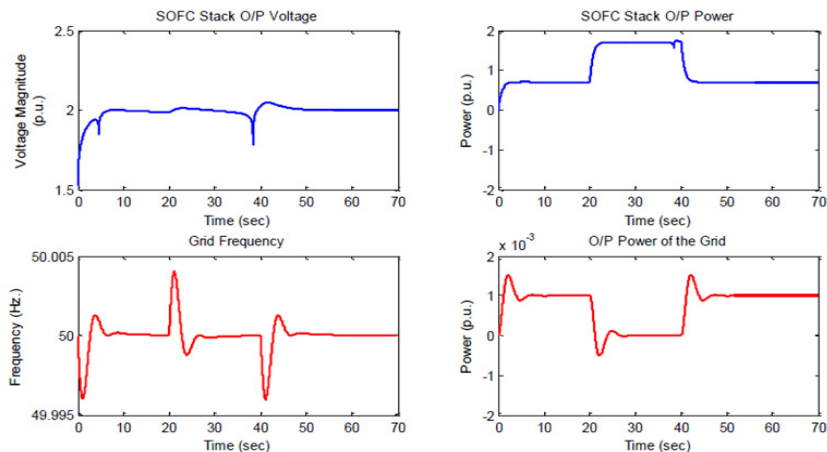 SOFC Stack O/P Voltage
2.5
2
1.5
Voltage Magnitude
(p.u.)
0 10 20 30 40 50 60 70
Time (sec)
SOFC Stack O/P Power
2
1
0
-1
-2
Power (p.u.)
0 10 20 30 40 50 60 70
Time (sec)
Grid Frequency
50.005
50
49.995
Frequency (Hz.)
0 10 20 30 40 50 60 70
Time (sec)
O/P Power of the Grid
x 10⁻³
2
1
0
-1
-2
Power (p.u.)
0 10 20 30 40 50 60 70
Time (sec)